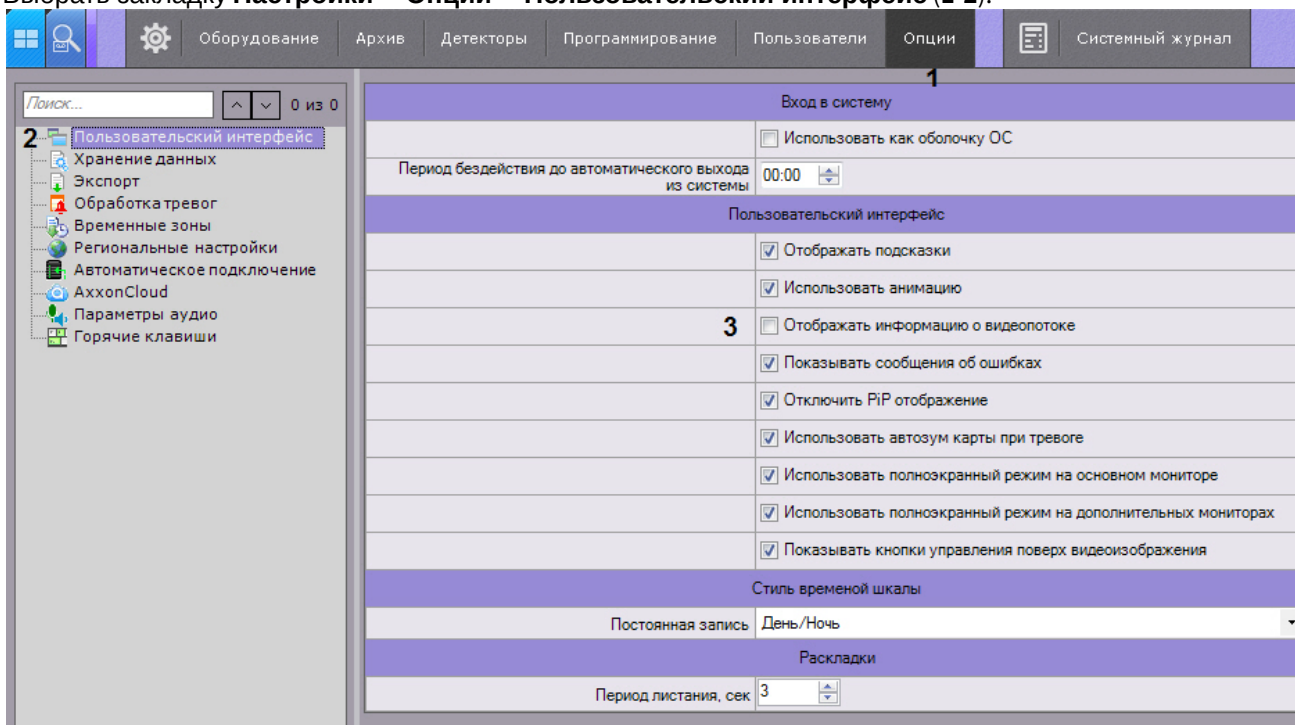 Выбрать закладку Настройки – Опции – Пользовательский интерфейс (1-2).
Оборудование Архив Детекторы Программирование Пользователи Опции Системный журнал
1
Поиск... 0 из 0
2 Пользовательский интерфейс
Хранение данных
Экспорт
Обработка тревог
Временные зоны
Региональные настройки
Автоматическое подключение
AxxonCloud
Параметры аудио
Горячие клавиши
Вход в систему
Использовать как оболочку ОС
Период бездействия до автоматического выхода
из системы
00:00
Пользовательский интерфейс
Отображать подсказки
Использовать анимацию
3 Отображать информацию о видеопотоке
Показывать сообщения об ошибках
Отключить PiP отображение
Использовать автозум карты при тревоге
Использовать полноэкранный режим на основном мониторе
Использовать полноэкранный режим на дополнительных мониторах
Показывать кнопки управления поверх видеоизображения
Стиль временой шкалы
Постоянная запись День/Ночь
Раскладки
Период листания, сек 3